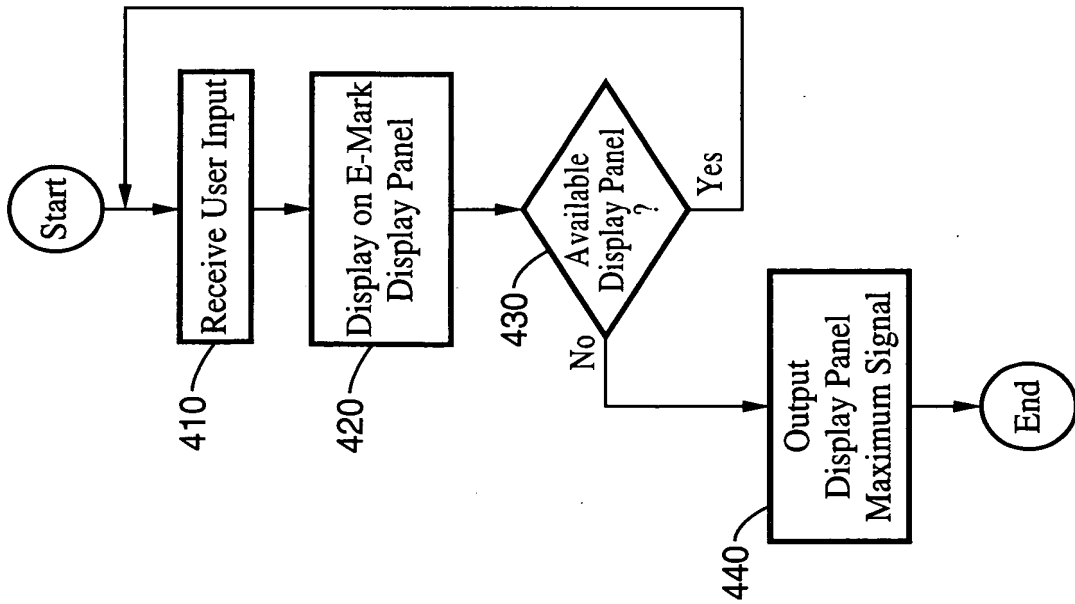 Start
410
Receive User Input
420
Display on E-Mark
Display Panel
430
Available
Display Panel
?
Yes
No
440
Output
Display Panel
Maximum Signal
End